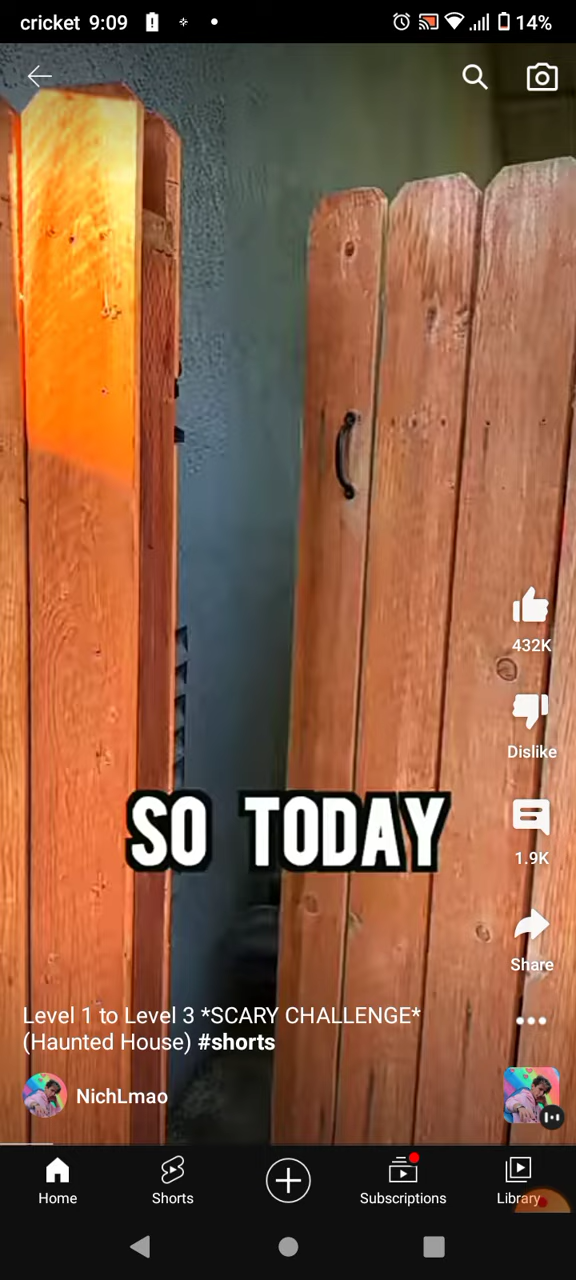 cricket 9:09 14%
SO TODAY
432K
Dislike
1.9K
Share
Level 1 to Level 3 *SCARY CHALLENGE*
(Haunted House) #shorts
NichLmao
Home Shorts Subscriptions Library